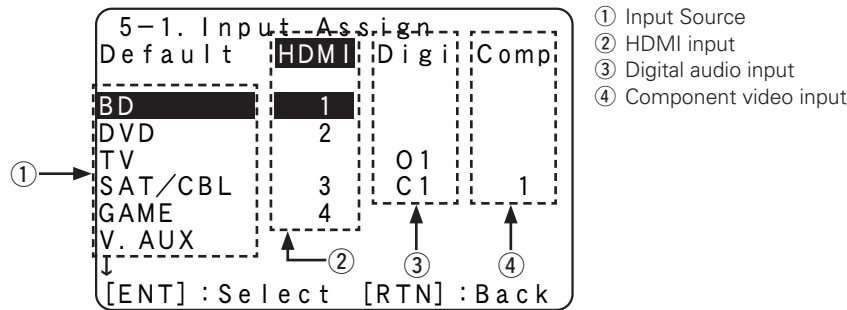 5−1. Input Assign
Default HDMI Digi Comp
BD 1
DVD 2
TV O1
SAT/CBL 3 C1 1
GAME 4
V. AUX
↓
[ENT] :Select [RTN] :Back
①
②
③
④
① Input Source
② HDMI input
③ Digital audio input
④ Component video input